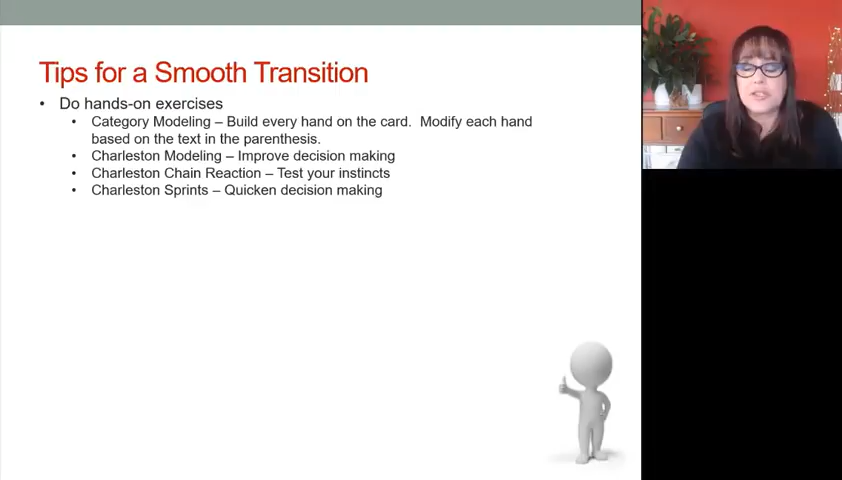 Tips for a Smooth Transition
• Do hands-on exercises
• Category Modeling – Build every hand on the card.  Modify each hand
based on the text in the parenthesis.
• Charleston Modeling – Improve decision making
• Charleston Chain Reaction – Test your instincts
• Charleston Sprints – Quicken decision making